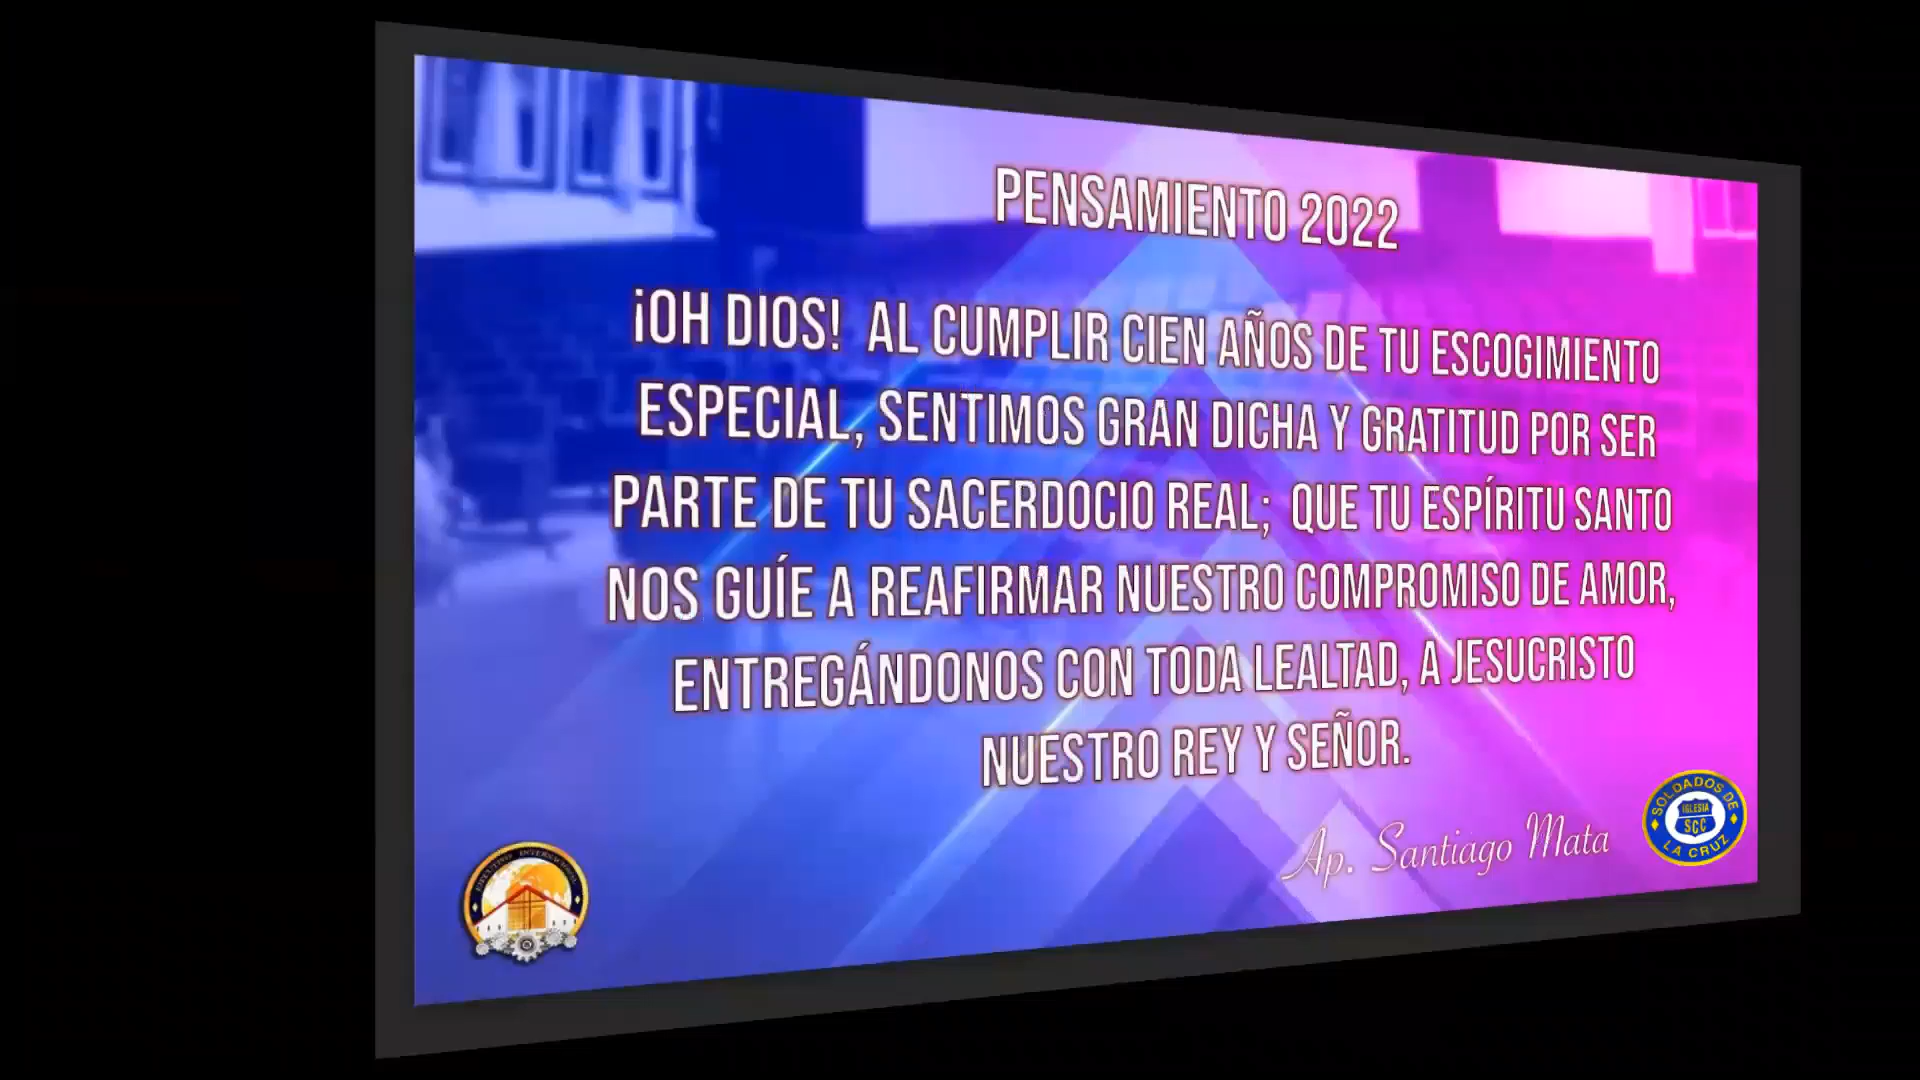 PENSAMIENTO 2022
¡OH DIOS! AL CUMPLIR CIEN AÑOS DE TU ESCOGIMIENTO
ESPECIAL, SENTIMOS GRAN DICHA Y GRATITUD POR SER
PARTE DE TU SACERDOCIO REAL; QUE TU ESPÍRITU SANTO
NOS GUÍE A REAFIRMAR NUESTRO COMPROMISO DE AMOR,
ENTREGÁNDONOS CON TODA LEALTAD, A JESUCRISTO
NUESTRO REY Y SEÑOR.
Ap. Santiago Mata
SOLDADOS DE
IGLESIA
SCC
LA CRUZ